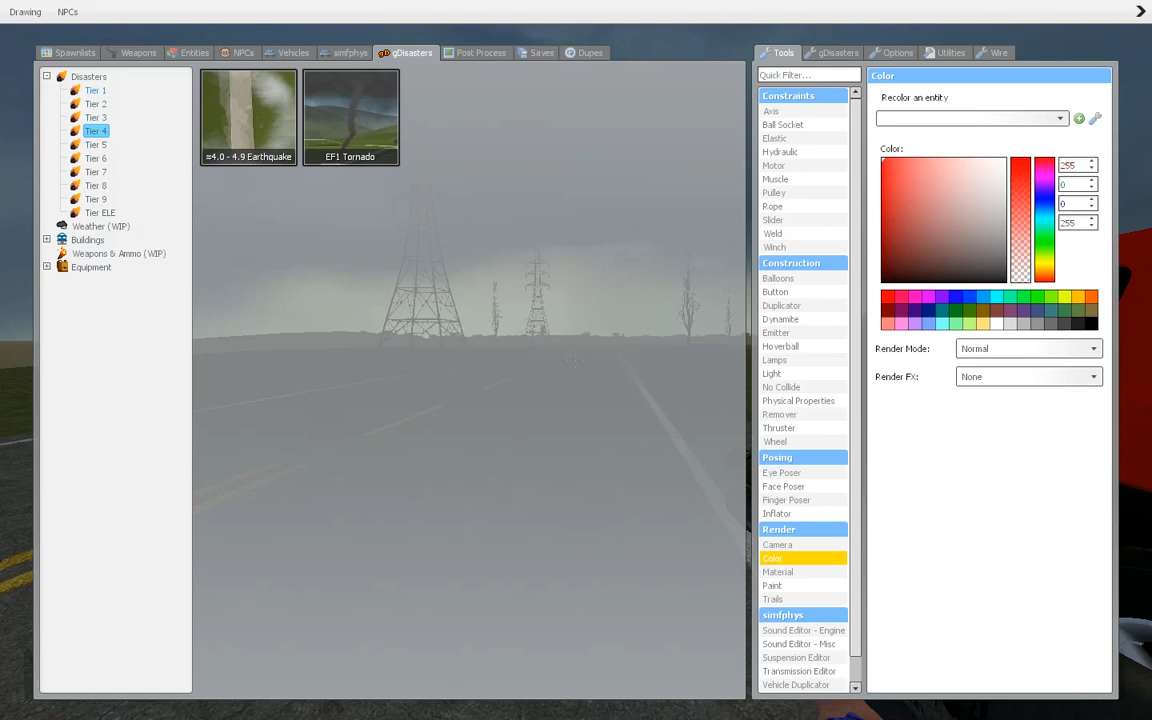 Drawing NPCs
Spawnlists Weapons Entities NPCs Vehicles simfphys gDisasters Post Process Saves Dupes
Disasters
Tier 1
Tier 2
Tier 3
Tier 4
Tier 5
Tier 6
Tier 7
Tier 8
Tier 9
Tier ELE
Weather (WIP)
Buildings
Weapons & Ammo (WIP)
Equipment
≈4.0 - 4.9 Earthquake
EF1 Tornado
Tools gDisasters Options Utilities Wire
Quick Filter...
Constraints
Axis
Ball Socket
Elastic
Hydraulic
Motor
Muscle
Pulley
Rope
Slider
Weld
Winch
Construction
Balloons
Button
Duplicator
Dynamite
Emitter
Hoverball
Lamps
Light
No Collide
Physical Properties
Remover
Thruster
Wheel
Posing
Eye Poser
Face Poser
Finger Poser
Inflator
Render
Camera
Color
Material
Paint
Trails
simfphys
Sound Editor - Engine
Sound Editor - Misc
Suspension Editor
Transmission Editor
Vehicle Duplicator
Color
Recolor an entity
Color:
255
0
0
255
Render Mode: Normal
Render FX: None